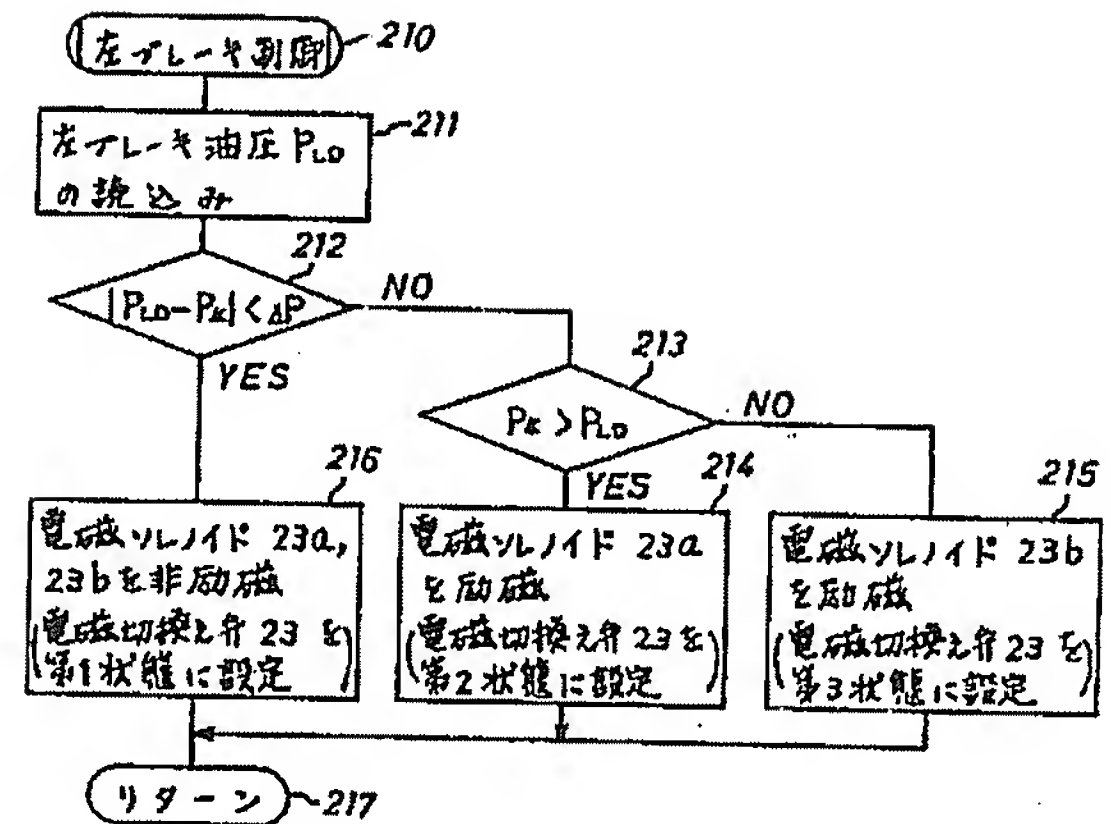 左ブレーキ制御
210
左ブレーキ油圧 PLD
の読込み
211
212
|PLD-PK|<ΔP
NO
YES
213
PK>PLD
NO
YES
216
電磁ソレノイド 23a,
23bを非励磁
(電磁切換え弁 23 を
第1状態に設定)
214
電磁ソレノイド 23a
を励磁
(電磁切換え弁 23 を
第2状態に設定)
215
電磁ソレノイド 23b
を励磁
(電磁切換え弁 23 を
第3状態に設定)
リターン
217